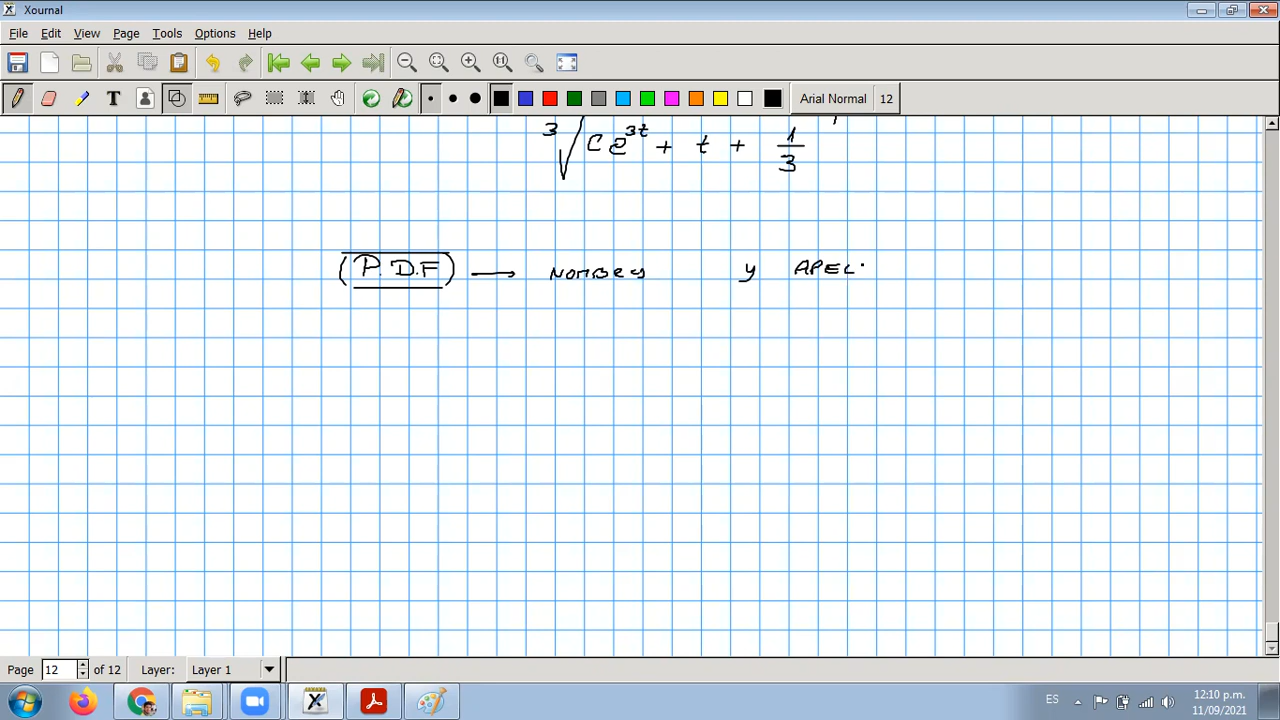 Xournal
File Edit View Page Tools Options Help
T Arial Normal 12
3√ C e^3t + t + 1/3
(P.D.F) → NOMBRES y APEL.
Page 12 of 12 Layer: Layer 1
ES 12:10 p.m.
11/09/2021